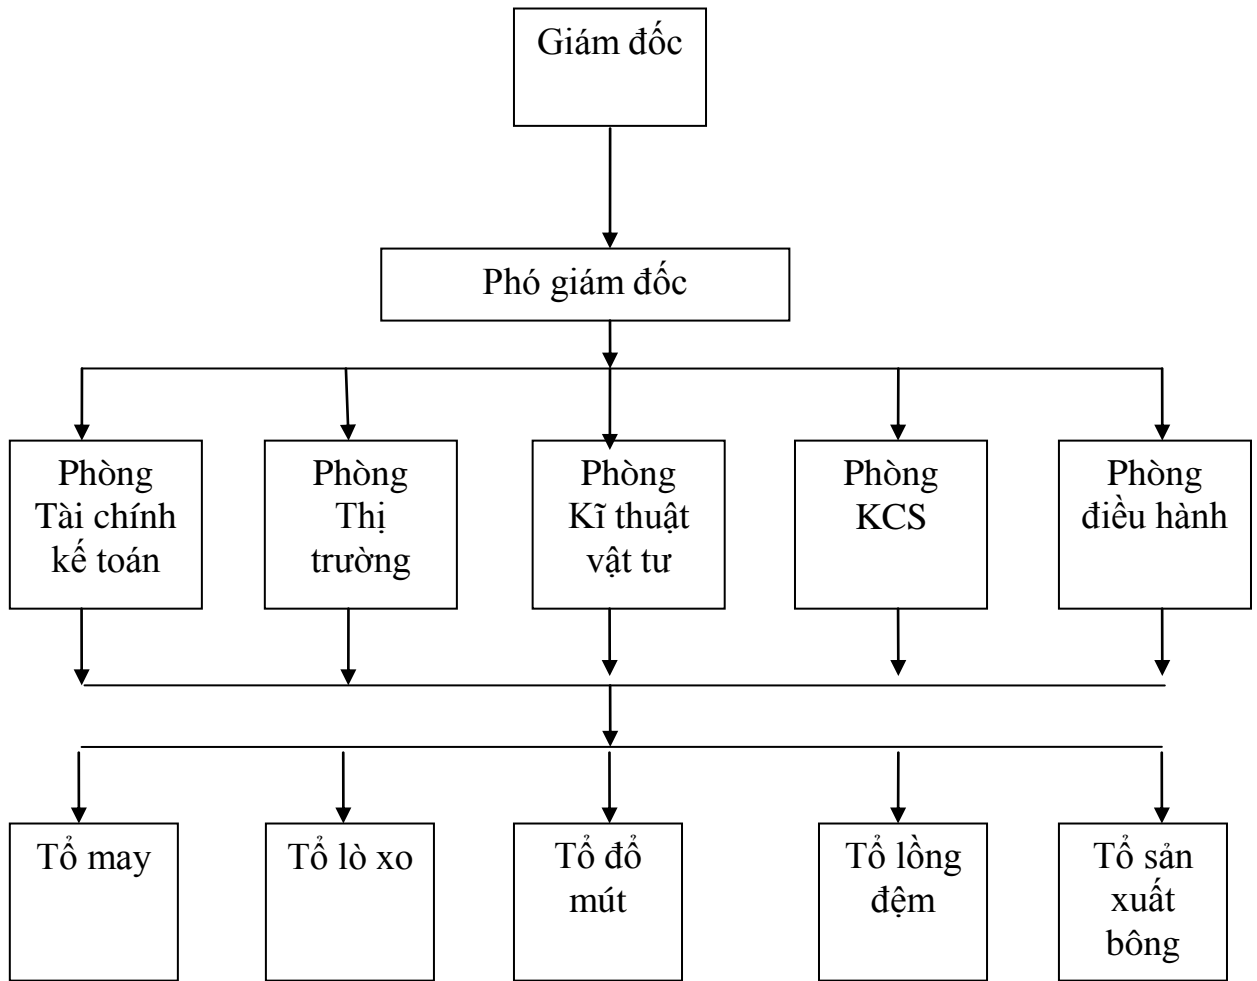 Giám đốc
Phó giám đốc
Phòng
Tài chính
kế toán
Phòng
Thị
trường
Phòng
Kĩ thuật
vật tư
Phòng
KCS
Phòng
điều hành
Tổ may
Tổ lò xo
Tổ đổ
mút
Tổ lồng
đệm
Tổ sản
xuất
bông